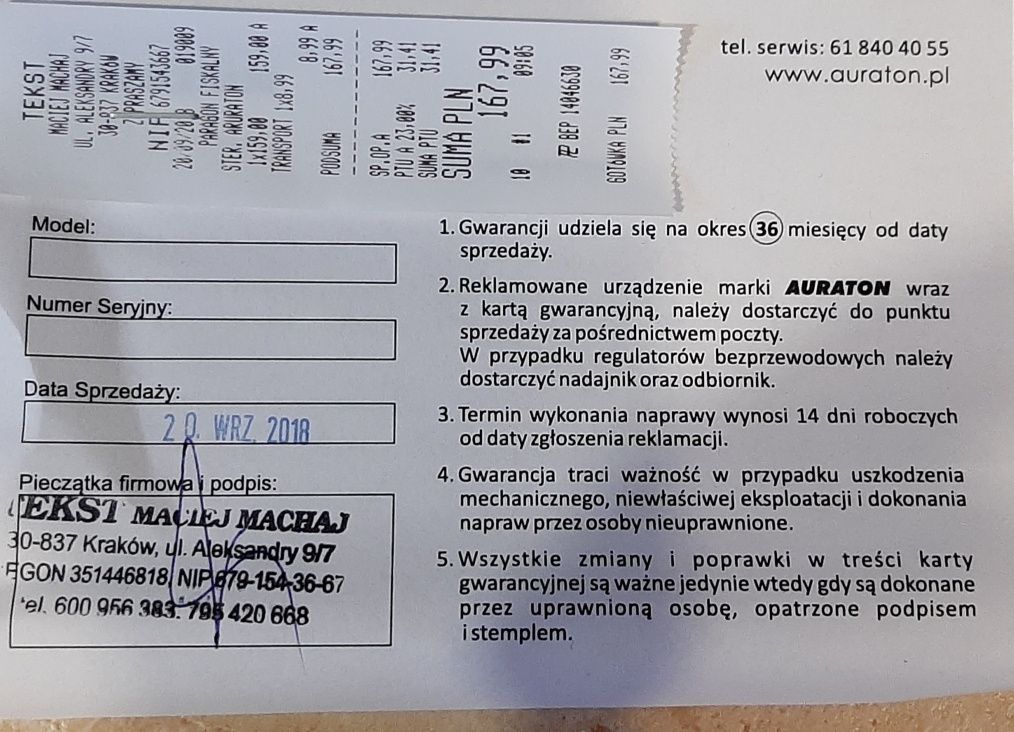 TEKST
MACIEJ MACHAJ
UL. ALEKSANDRY 9/7
30-837 KRAKÓW
Z PRASZAMY
NIP 6791543667
20/09/2018 019009
PARAGON FISKALNY
STER. AKURATON
1x159.00 159.00 A
TRANSPORT 1x8.99 8.99 A
PODSUMA 167.99
SP.OP.A 167.99
PTU A 23,00% 31,41
SUMA PTU 31,41
SUMA PLN 167,99
10 01 09:05
BEP 14046630
GOTÓWKA PLN 167,99
tel. serwis: 61 840 40 55
www.auraton.pl
Model:
Numer Seryjny:
Data Sprzedaży:
20. WRZ. 2018
Pieczątka firmowa i podpis:
TEKST MACIEJ MACHAJ
30-837 Kraków, ul. Aleksandry 9/7
EGON 351446818, NIP 679-154-36-67
tel. 600 956 383. 795 420 668
1. Gwarancji udziela się na okres 36 miesięcy od daty
sprzedaży.
2. Reklamowane urządzenie marki AURATON wraz
z kartą gwarancyjną, należy dostarczyć do punktu
sprzedaży za pośrednictwem poczty.
W przypadku regulatorów bezprzewodowych należy
dostarczyć nadajnik oraz odbiornik.
3. Termin wykonania naprawy wynosi 14 dni roboczych
od daty zgłoszenia reklamacji.
4. Gwarancja traci ważność w przypadku uszkodzenia
mechanicznego, niewłaściwej eksploatacji i dokonania
napraw przez osoby nieuprawnione.
5. Wszystkie zmiany i poprawki w treści karty
gwarancyjnej są ważne jedynie wtedy gdy są dokonane
przez uprawnioną osobę, opatrzone podpisem
i stemplem.